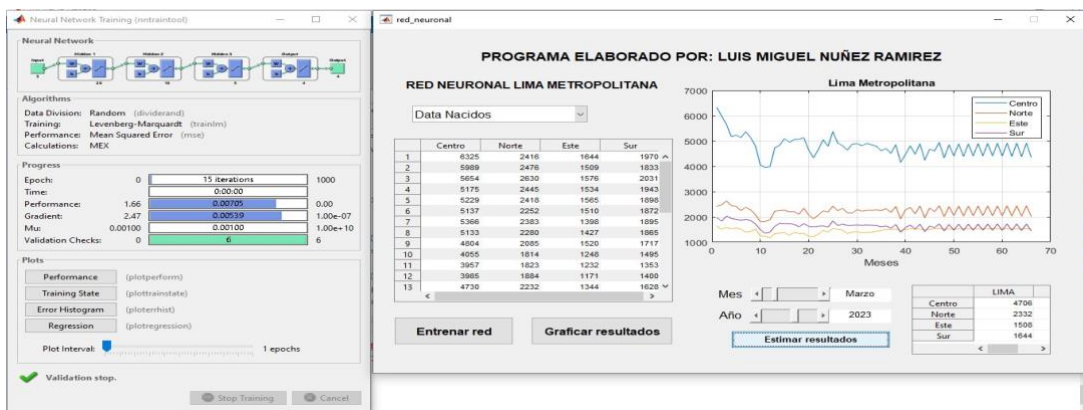 Neural Network Training (nntraintool)
Neural Network
Hidden 1
Hidden 2
Hidden 3
Output
Input
Output
Algorithms
Data Division: Random (dividerand)
Training: Levenberg-Marquardt (trainlm)
Performance: Mean Squared Error (mse)
Calculations: MEX
Progress
Epoch: 0 15 iterations 1000
Time: 0:00:00
Performance: 1.66 0.00705 0.00
Gradient: 2.47 0.00539 1.00e-07
Mu: 0.00100 0.00100 1.00e+10
Validation Checks: 0 6 6
Plots
Performance (plotperform)
Training State (plottrainstate)
Error Histogram (ploterrhist)
Regression (plotregression)
Plot Interval: 1 epochs
Validation stop.
Stop Training Cancel
red_neuronal
PROGRAMA ELABORADO POR: LUIS MIGUEL NUÑEZ RAMIREZ
RED NEURONAL LIMA METROPOLITANA
Data Nacidos
Centro Norte Este Sur
1 6325 2416 1644 1970
2 5989 2476 1509 1833
3 5654 2630 1576 2031
4 5175 2445 1534 1943
5 5229 2418 1565 1898
6 5137 2252 1510 1872
7 5366 2383 1398 1895
8 5133 2280 1427 1865
9 4804 2085 1520 1717
10 4055 1814 1248 1495
11 3957 1823 1232 1353
12 3985 1884 1171 1400
13 4730 2232 1344 1628
Entrenar red Graficar resultados
Lima Metropolitana
7000
6000
5000
4000
3000
2000
1000
0 10 20 30 40 50 60 70
Meses
Centro
Norte
Este
Sur
Mes Marzo
Año 2023
Estimar resultados
LIMA
Centro 4706
Norte 2332
Este 1508
Sur 1644